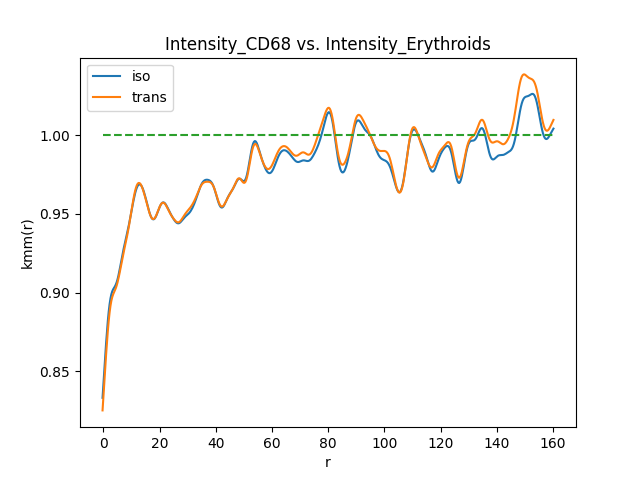 Intensity_CD68 vs. Intensity_Erythroids
iso
trans
1.00
0.95
0.90
0.85
kmm(r)
0 20 40 60 80 100 120 140 160
r